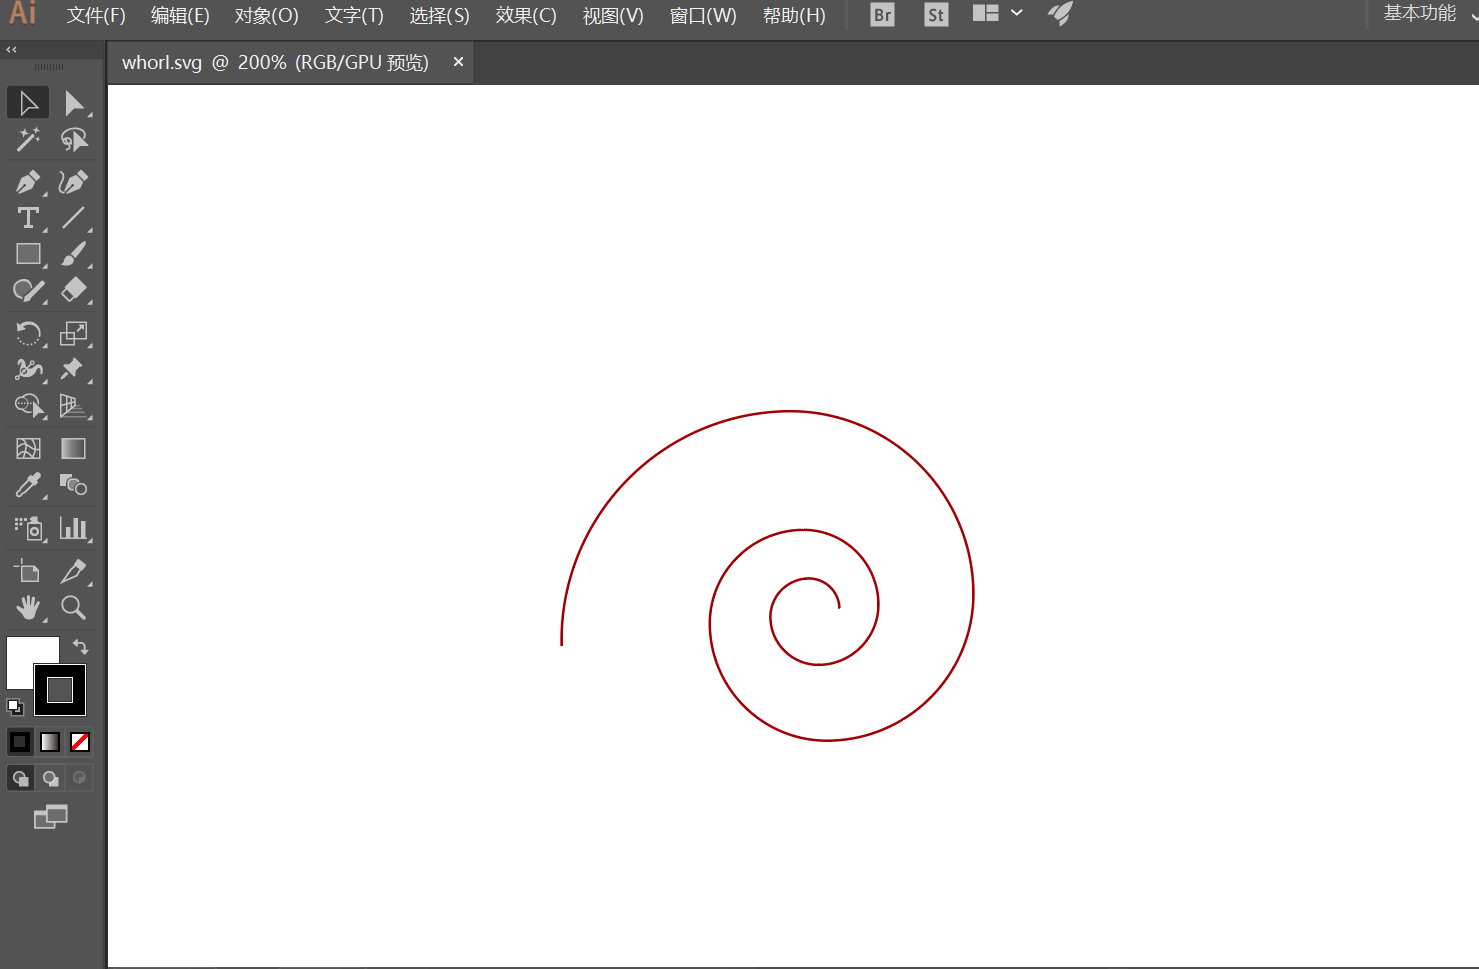 Ai 文件(F) 编辑(E) 对象(O) 文字(T) 选择(S) 效果(C) 视图(V) 窗口(W) 帮助(H) Br St 基本功能
whorl.svg @ 200% (RGB/GPU 预览) ×